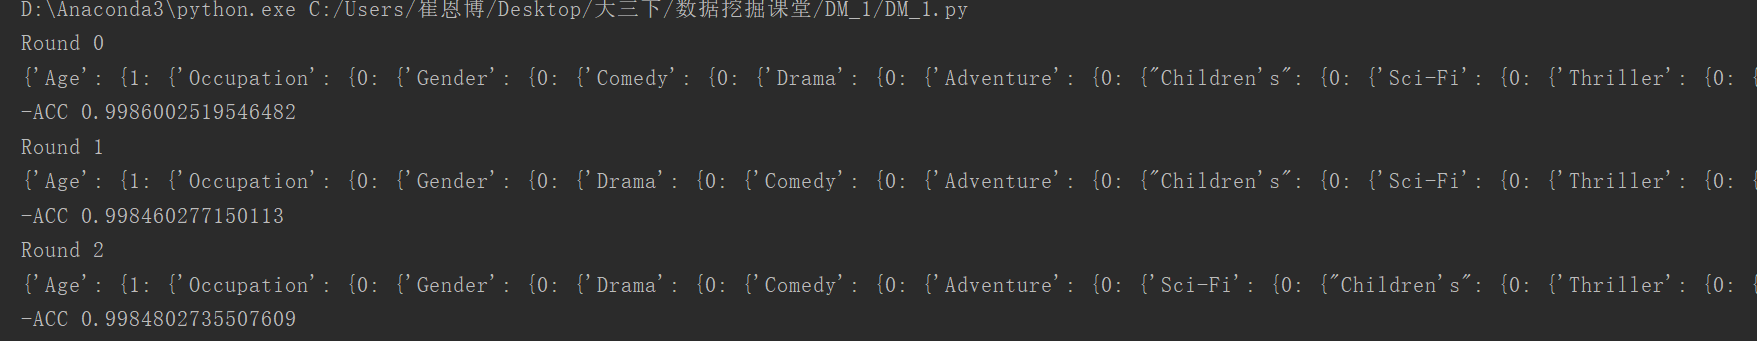 D:\Anaconda3\python.exe C:/Users/崔恩博/Desktop/大三下/数据挖掘课堂/DM_1/DM_1.py
Round 0
{'Age': {1: {'Occupation': {0: {'Gender': {0: {'Comedy': {0: {'Drama': {0: {'Adventure': {0: {"Children's": {0: {'Sci-Fi': {0: {'Thriller': {0: {
-ACC 0.9986002519546482
Round 1
{'Age': {1: {'Occupation': {0: {'Gender': {0: {'Drama': {0: {'Comedy': {0: {'Adventure': {0: {"Children's": {0: {'Sci-Fi': {0: {'Thriller': {0: {
-ACC 0.998460277150113
Round 2
{'Age': {1: {'Occupation': {0: {'Gender': {0: {'Drama': {0: {'Comedy': {0: {'Adventure': {0: {'Sci-Fi': {0: {"Children's": {0: {'Thriller': {0: {
-ACC 0.9984802735507609